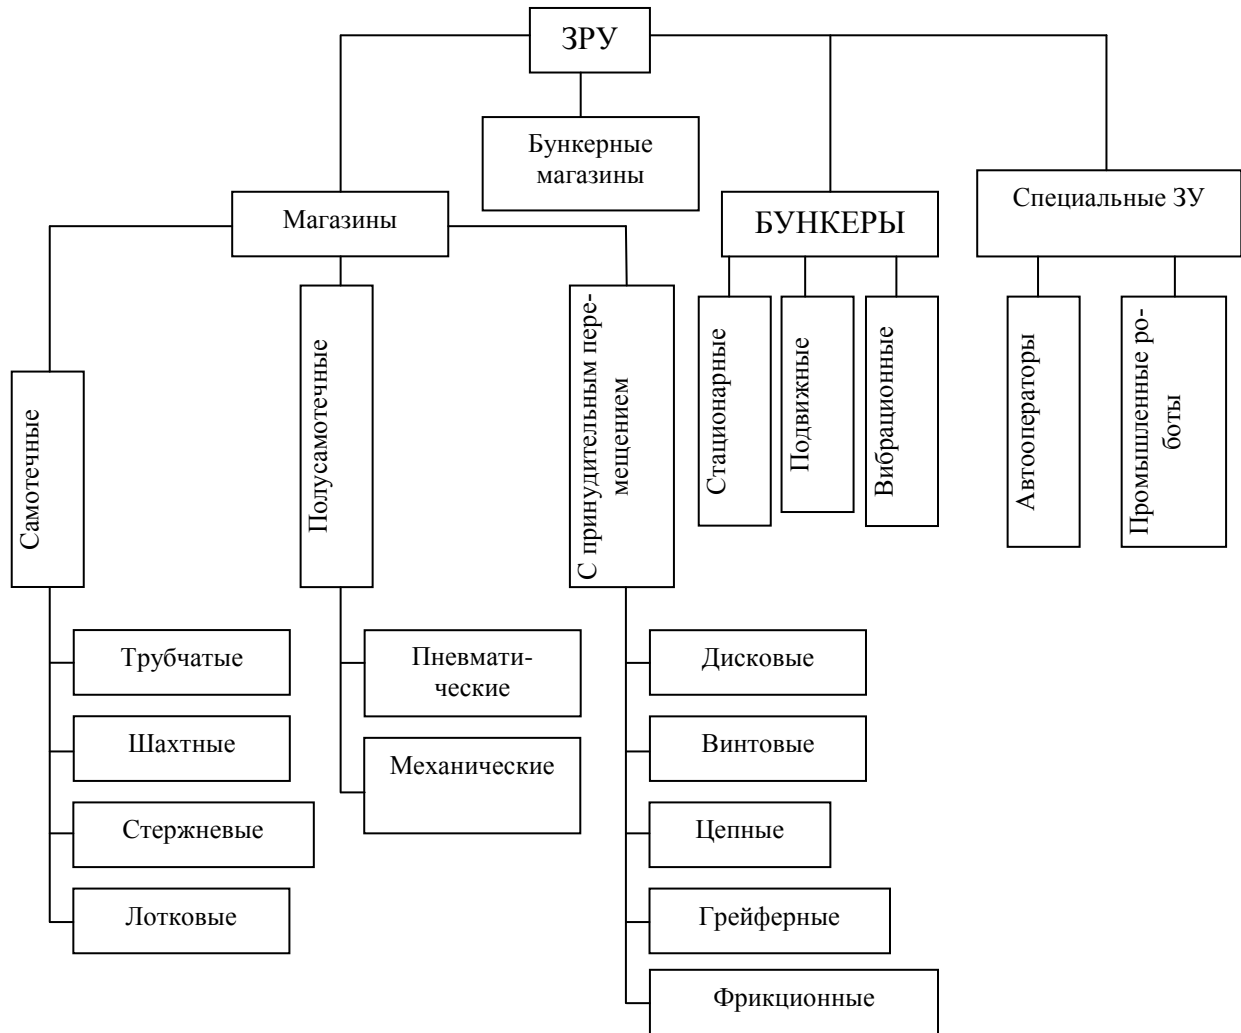 ЗРУ
Бункерные
магазины
Магазины
БУНКЕРЫ
Специальные ЗУ
Самотечные
Полусамотечные
С принудительным пере-
мещением
Стационарные
Подвижные
Вибрационные
Автооператоры
Промышленные ро-
боты
Трубчатые
Шахтные
Стержневые
Лотковые
Пневмати-
ческие
Механические
Дисковые
Винтовые
Цепные
Грейферные
Фрикционные